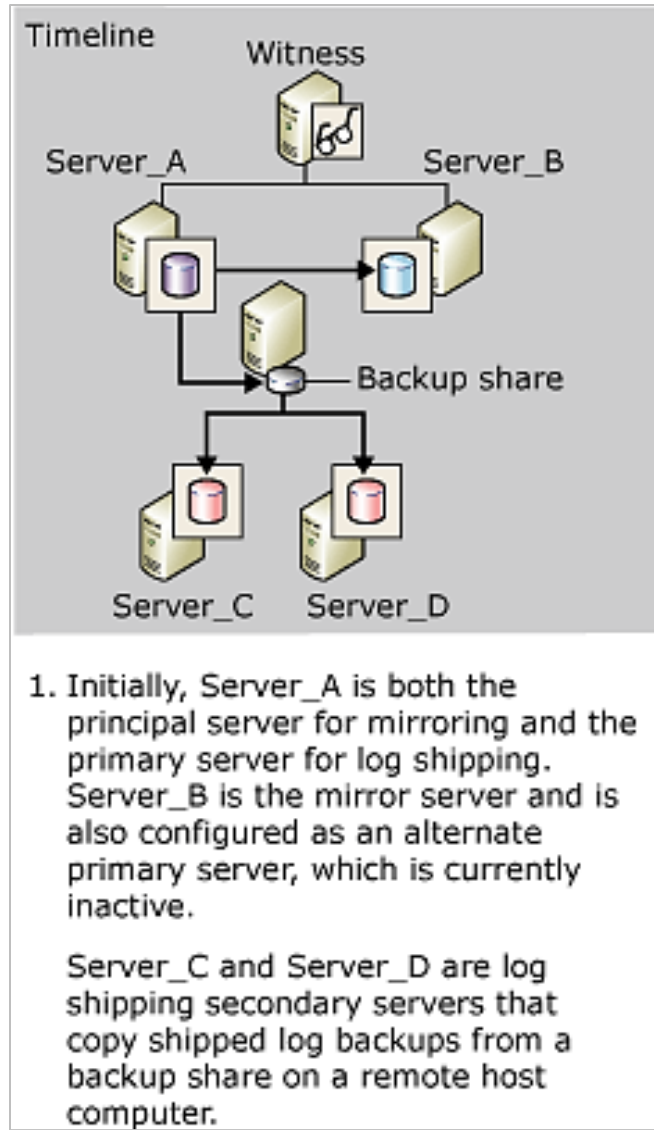 Timeline
Witness
Server_A
Server_B
Backup share
Server_C
Server_D
1. Initially, Server_A is both the
principal server for mirroring and the
primary server for log shipping.
Server_B is the mirror server and is
also configured as an alternate
primary server, which is currently
inactive.
Server_C and Server_D are log
shipping secondary servers that
copy shipped log backups from a
backup share on a remote host
computer.